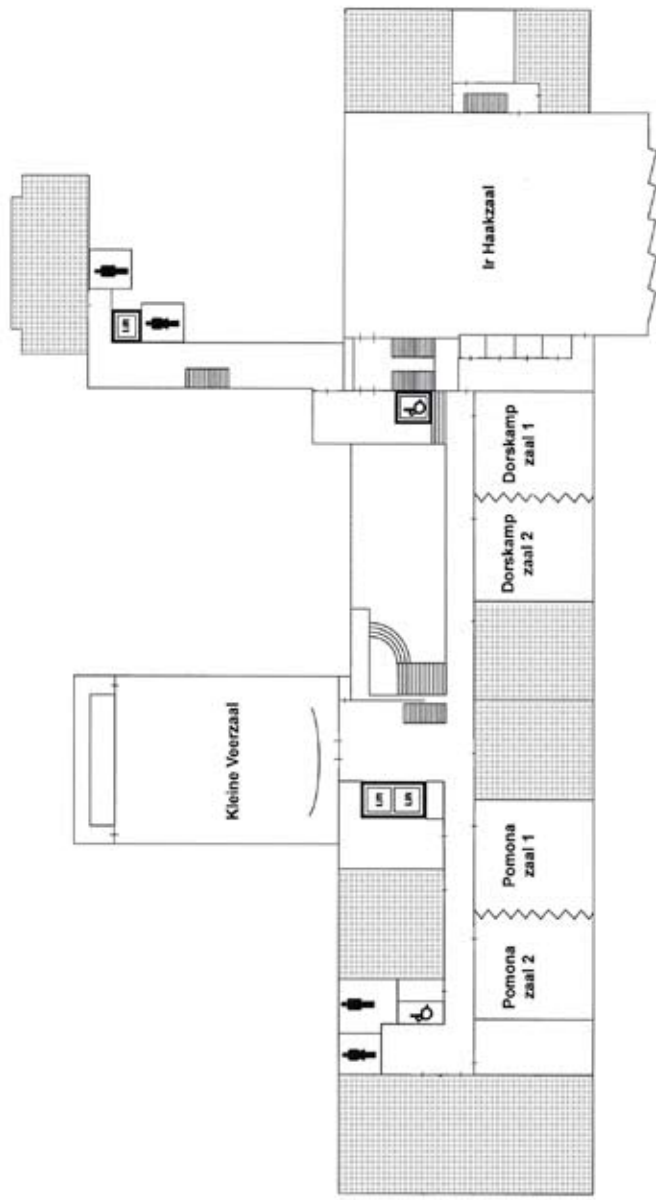 Lift
Ir Haakzaal
Dorskamp
zaal 1
Dorskamp
zaal 2
Kleine Veerzaal
Lift
Lift
Pomona
zaal 1
Pomona
zaal 2